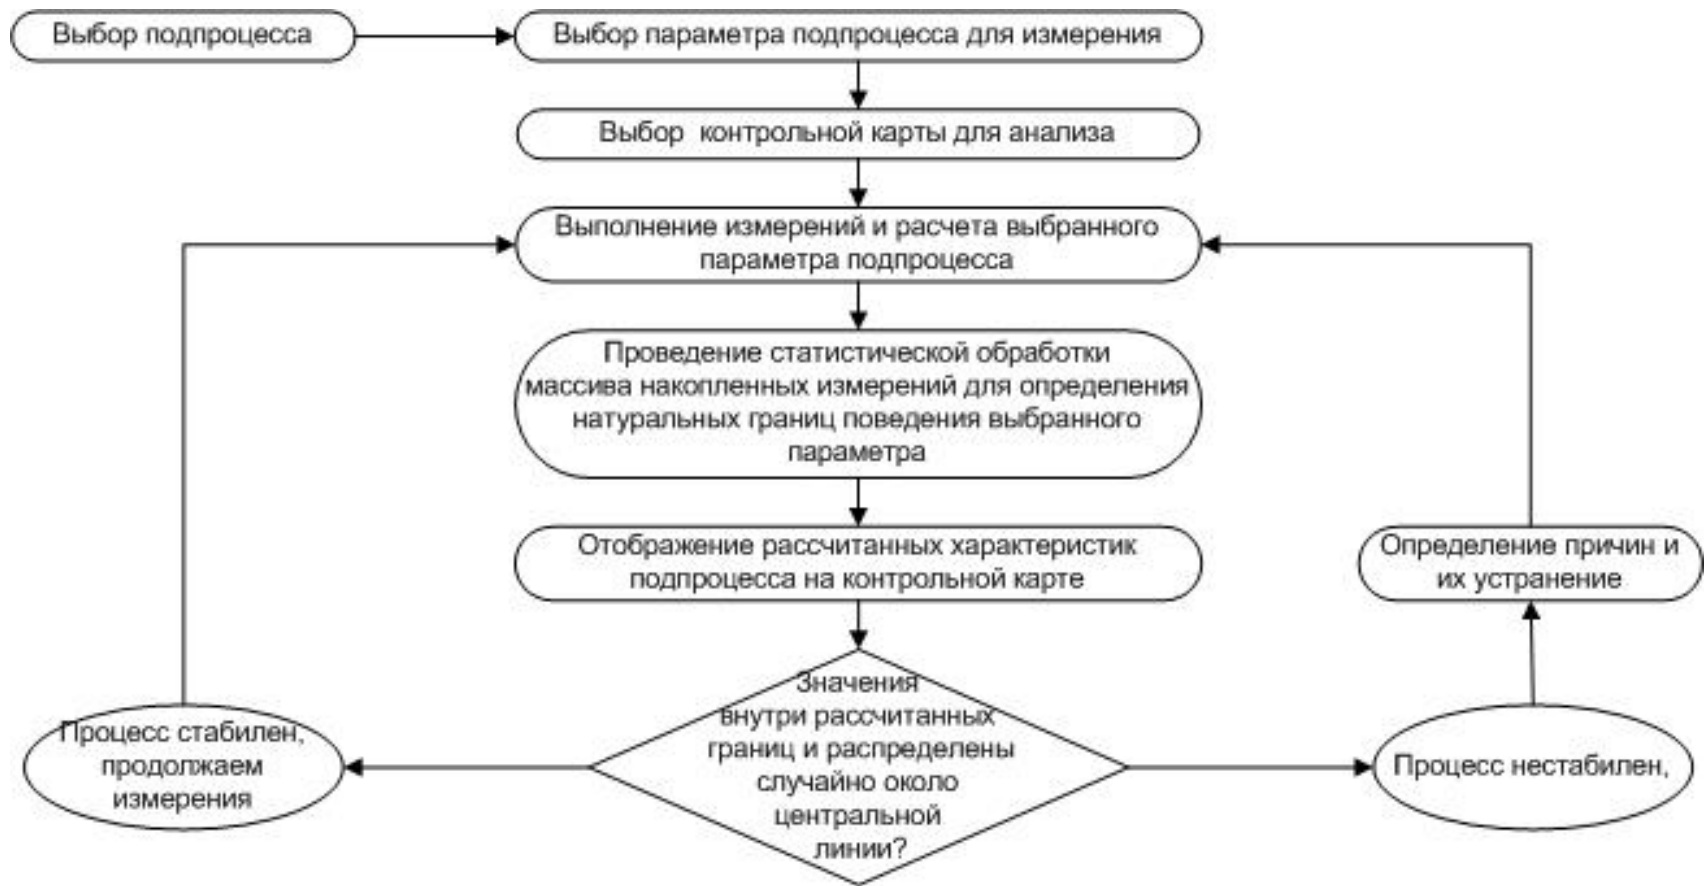 Выбор подпроцесса
Выбор параметра подпроцесса для измерения
Выбор контрольной карты для анализа
Выполнение измерений и расчета выбранного
параметра подпроцесса
Проведение статистической обработки
массива накопленных измерений для определения
натуральных границ поведения выбранного
параметра
Отображение рассчитанных характеристик
подпроцесса на контрольной карте
Определение причин и
их устранение
Значения
внутри рассчитанных
границ и распределены
случайно около
центральной
линии?
Процесс стабилен,
продолжаем
измерения
Процесс нестабилен,